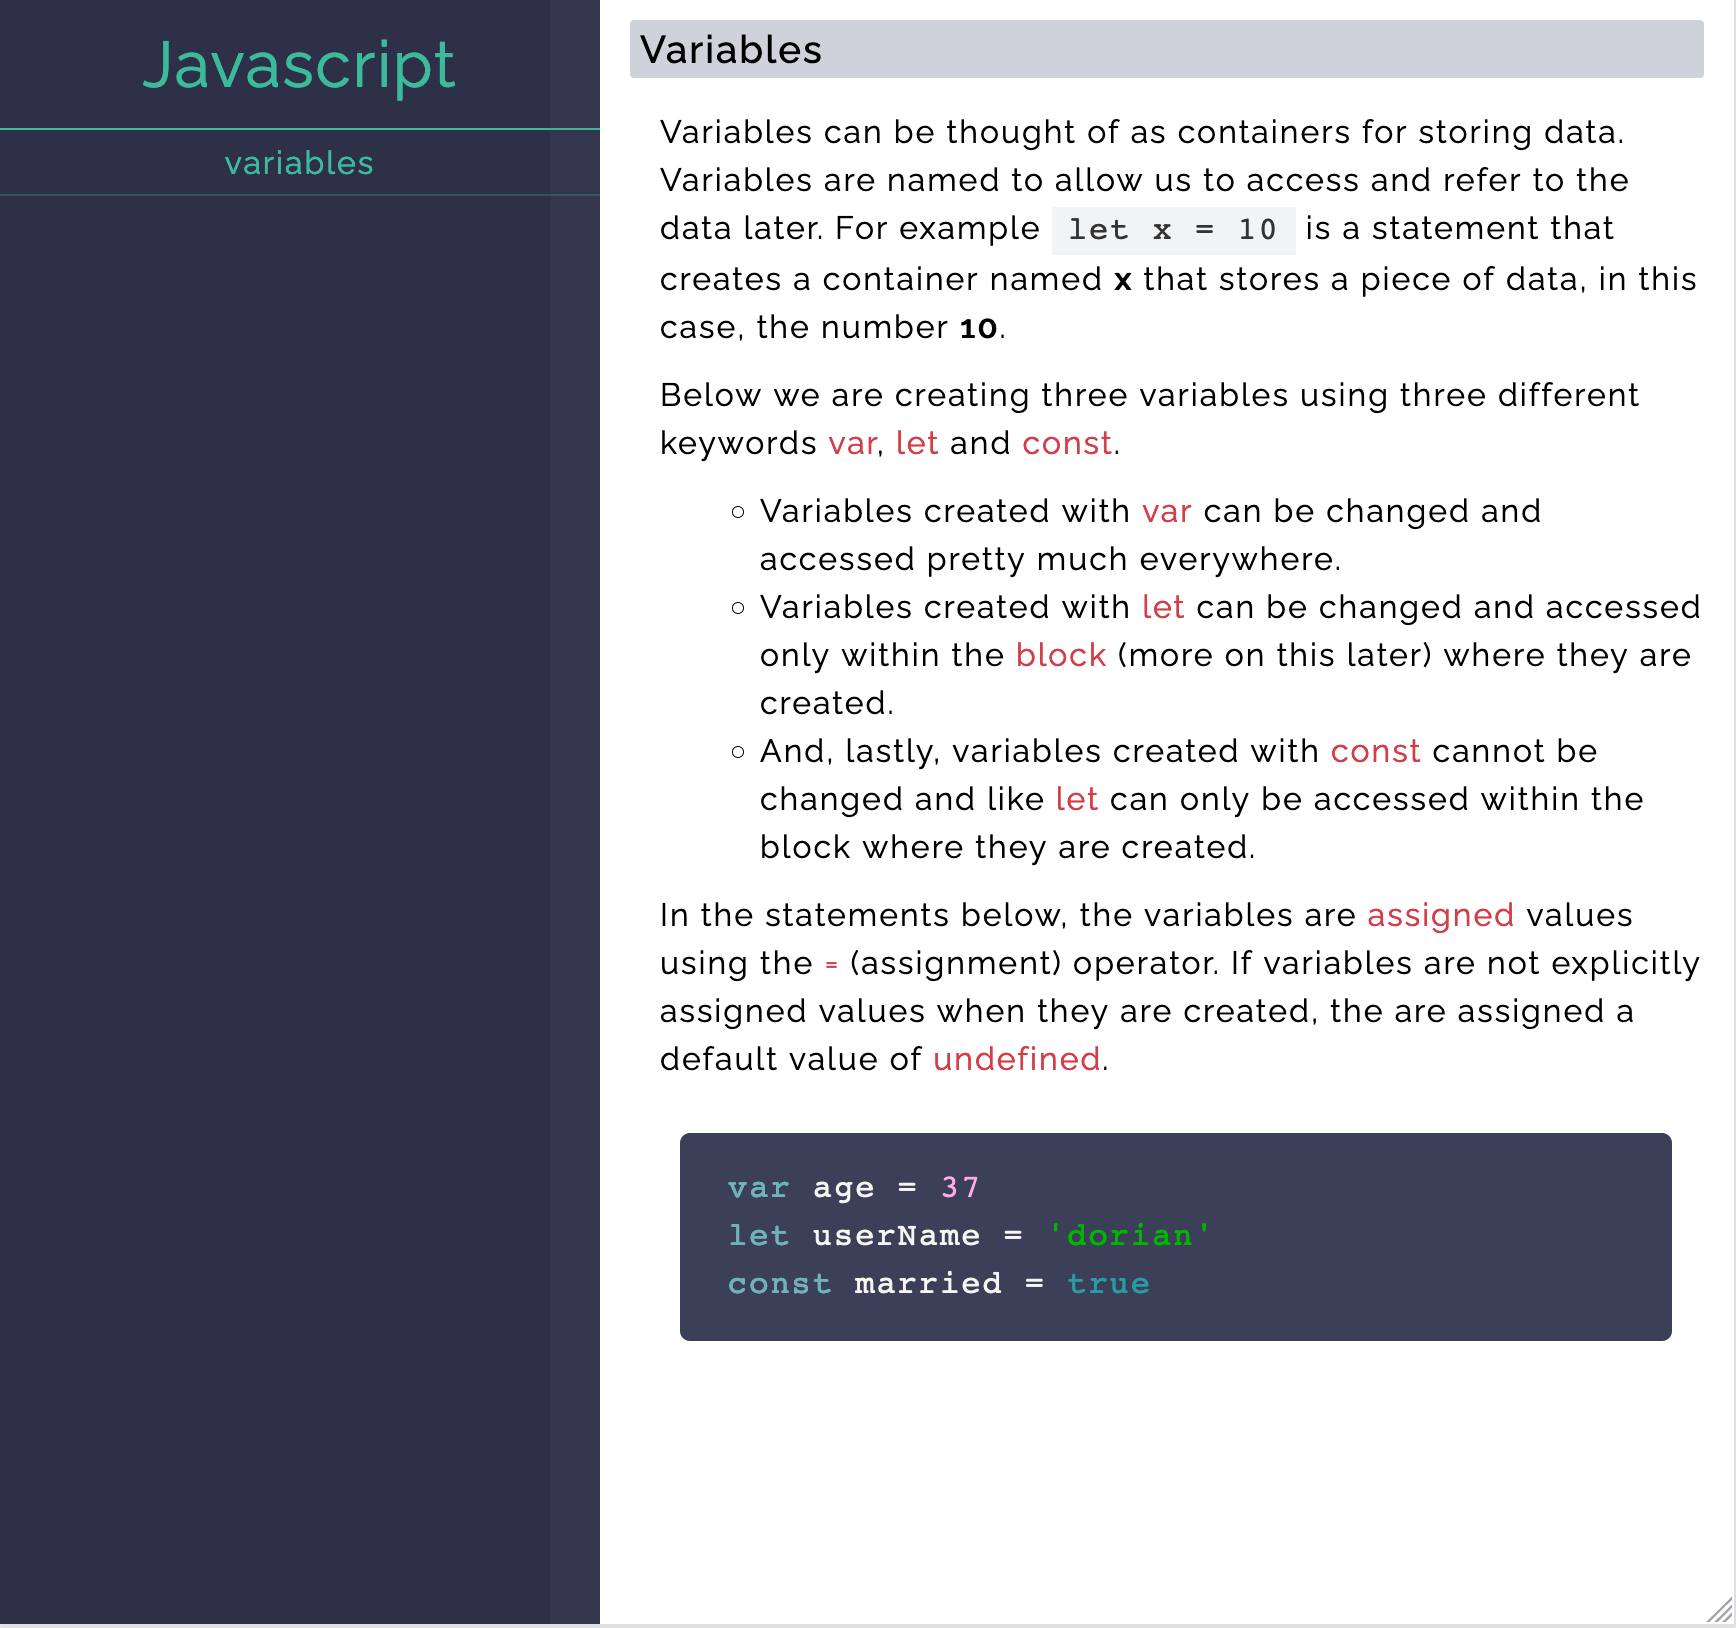 Javascript
variables
Variables
Variables can be thought of as containers for storing data.
Variables are named to allow us to access and refer to the
data later. For example let x = 10 is a statement that
creates a container named x that stores a piece of data, in this
case, the number 10.
Below we are creating three variables using three different
keywords var, let and const.
◦ Variables created with var can be changed and
accessed pretty much everywhere.
◦ Variables created with let can be changed and accessed
only within the block (more on this later) where they are
created.
◦ And, lastly, variables created with const cannot be
changed and like let can only be accessed within the
block where they are created.
In the statements below, the variables are assigned values
using the = (assignment) operator. If variables are not explicitly
assigned values when they are created, the are assigned a
default value of undefined.
var age = 37
let userName = 'dorian'
const married = true